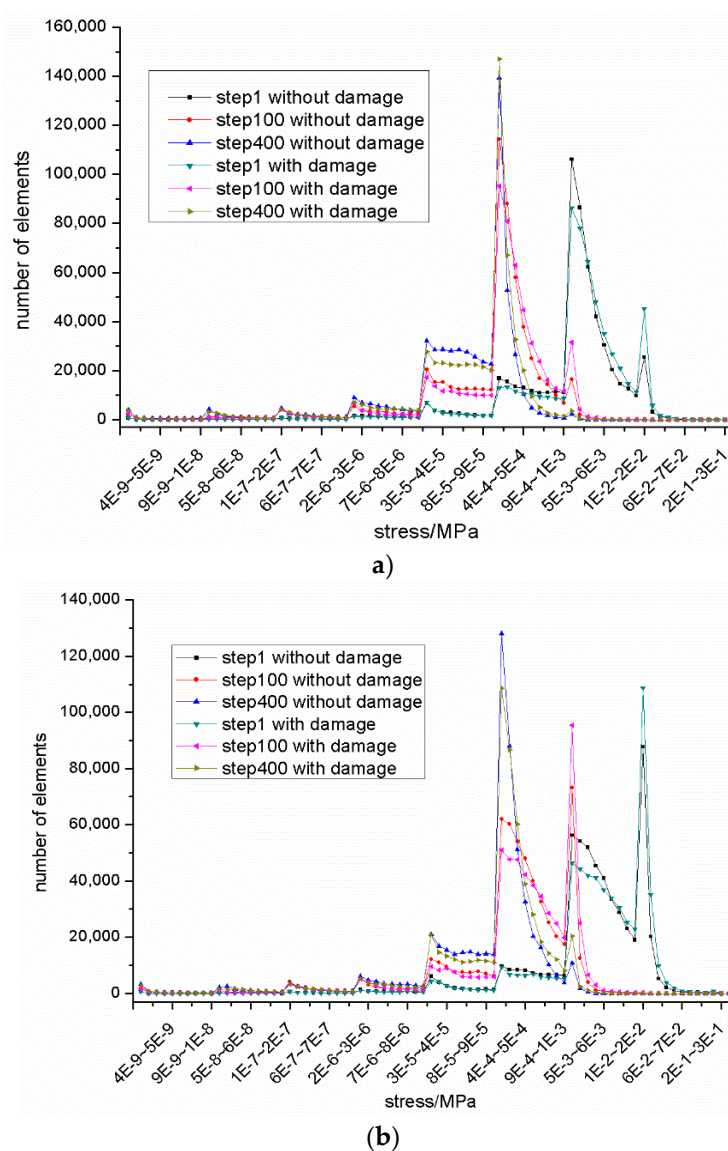 160,000
140,000
120,000
100,000
80,000
60,000
40,000
20,000
0
number of elements
step1 without damage
step100 without damage
step400 without damage
step1 with damage
step100 with damage
step400 with damage
4E-9~5E-9
9E-9~1E-8
5E-8~6E-8
1E-7~2E-7
6E-7~7E-7
2E-6~3E-6
7E-6~8E-6
3E-5~4E-5
8E-5~9E-5
4E-4~5E-4
9E-4~1E-3
5E-3~6E-3
1E-2~2E-2
6E-2~7E-2
2E-1~3E-1
stress/MPa
a)
140,000
120,000
100,000
80,000
60,000
40,000
20,000
0
number of elements
step1 without damage
step100 without damage
step400 without damage
step1 with damage
step100 with damage
step400 with damage
4E-9~5E-9
9E-9~1E-8
5E-8~6E-8
1E-7~2E-7
6E-7~7E-7
2E-6~3E-6
7E-6~8E-6
3E-5~4E-5
8E-5~9E-5
4E-4~5E-4
9E-4~1E-3
5E-3~6E-3
1E-2~2E-2
6E-2~7E-2
2E-1~3E-1
stress/MPa
(b)